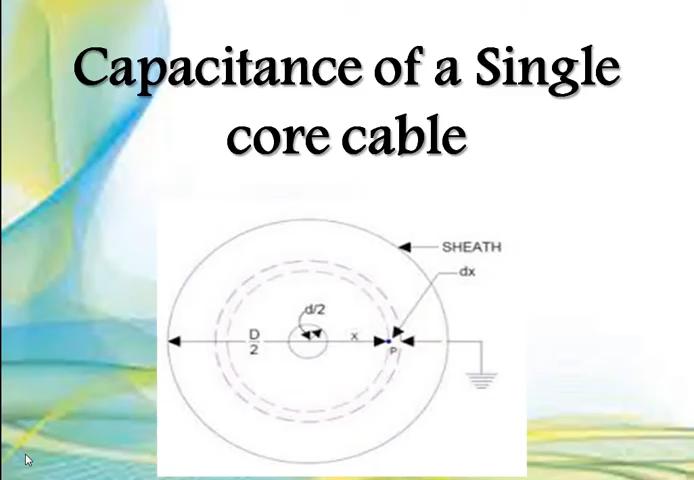 Capacitance of a Single
core cable
SHEATH
dx
d/2
D
2
x
P